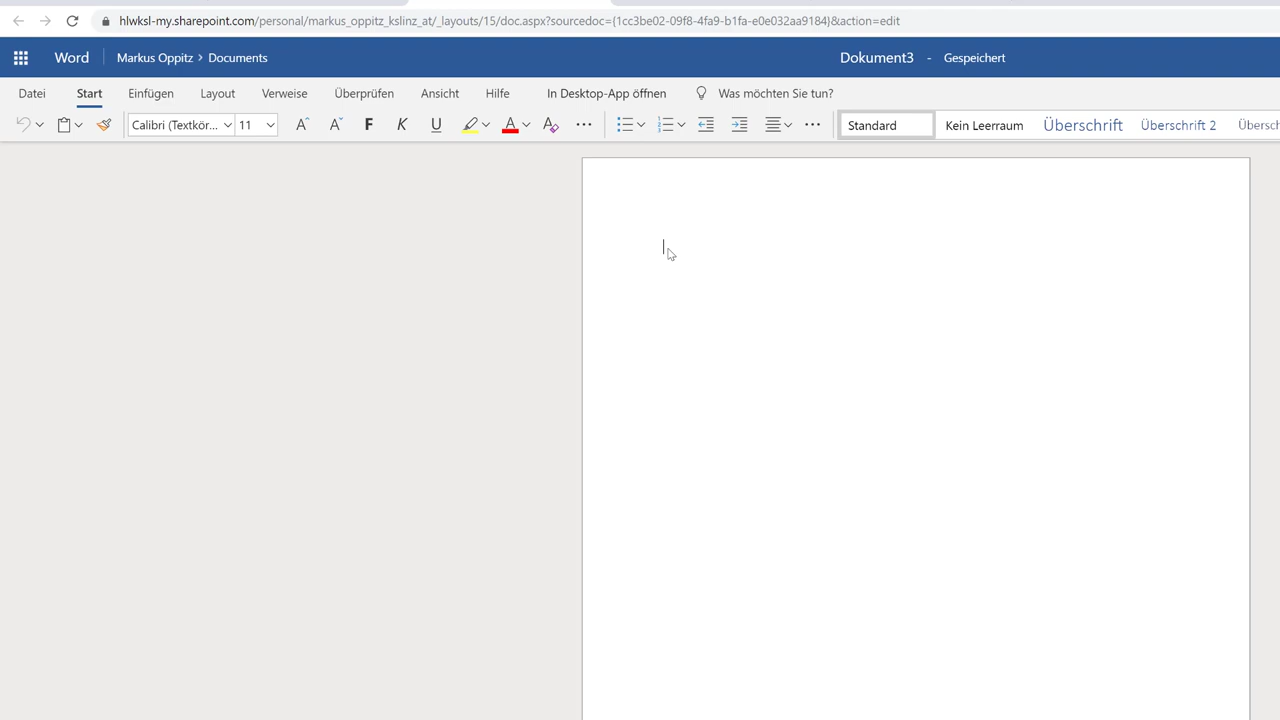 hlwksl-my.sharepoint.com/personal/markus_oppitz_kslinz_at/_layouts/15/doc.aspx?sourcedoc={1cc3be02-09f8-4fa9-b1fa-e0e032aa9184}&action=edit
Word Markus Oppitz > Documents Dokument3 - Gespeichert
Datei Start Einfügen Layout Verweise Überprüfen Ansicht Hilfe In Desktop-App öffnen Was möchten Sie tun?
Calibri (Textkör... 11 A A F K U A A Standard Kein Leerraum Überschrift Überschrift 2 Übersch